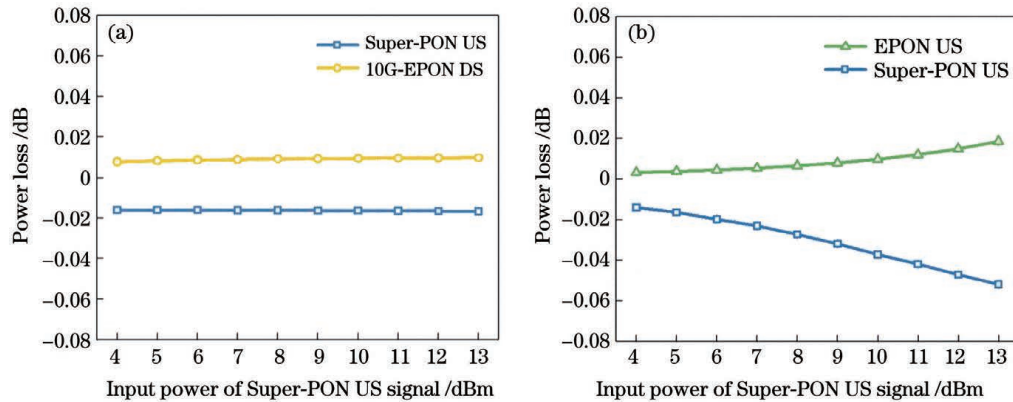 (a)
Super-PON US
10G-EPON DS
0.08
0.06
0.04
0.02
0
−0.02
−0.04
−0.06
−0.08
Power loss /dB
4 5 6 7 8 9 10 11 12 13
Input power of Super-PON US signal /dBm
(b)
EPON US
Super-PON US
0.08
0.06
0.04
0.02
0
−0.02
−0.04
−0.06
−0.08
Power loss /dB
4 5 6 7 8 9 10 11 12 13
Input power of Super-PON US signal /dBm